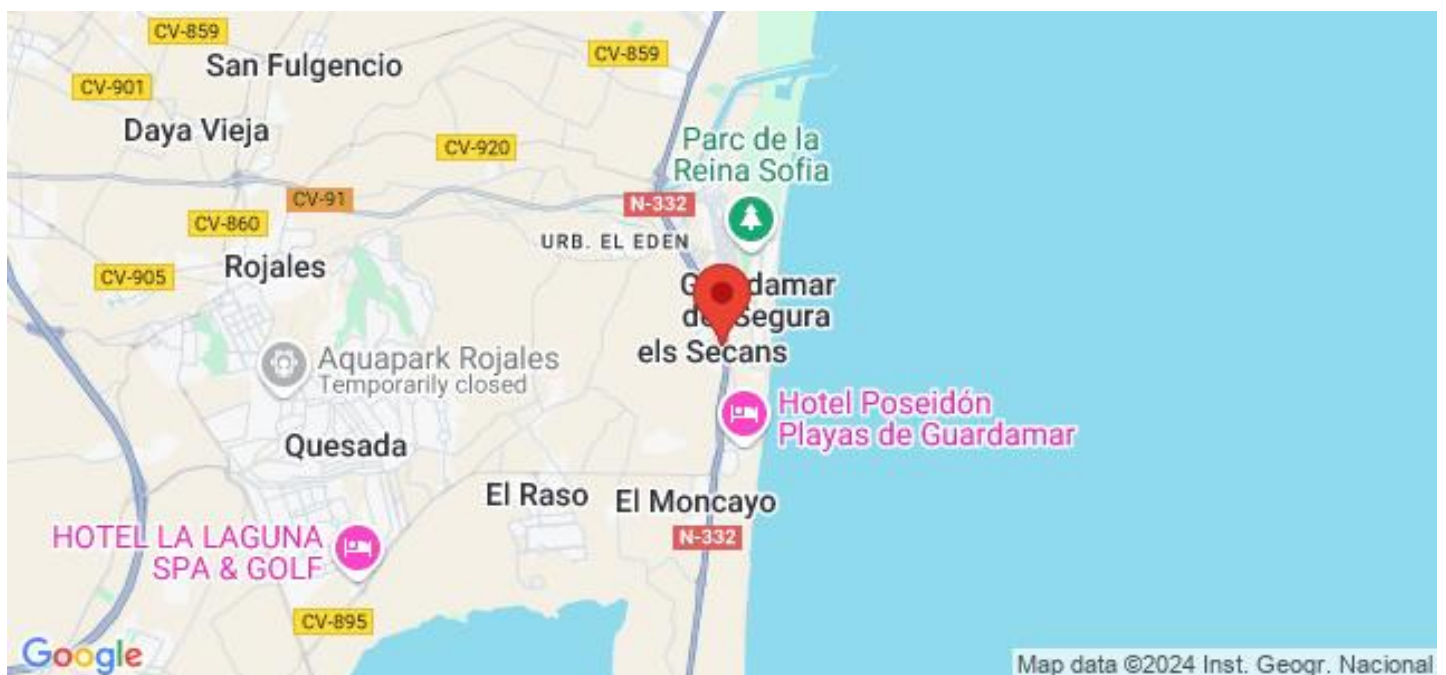 CV-859
San Fulgencio
CV-859
CV-901
Daya Vieja
Parc de la
Reina Sofia
CV-920
CV-91
N-332
CV-860
URB. EL EDEN
CV-905
Rojales
del Segura
els Secans
Aquapark Rojales
Temporarily closed
Hotel Poseidón
Playas de Guardamar
Quesada
El Raso
El Moncayo
HOTEL LA LAGUNA
SPA & GOLF
N-332
CV-895
Google
Map data ©2024 Inst. Geogr. Nacional